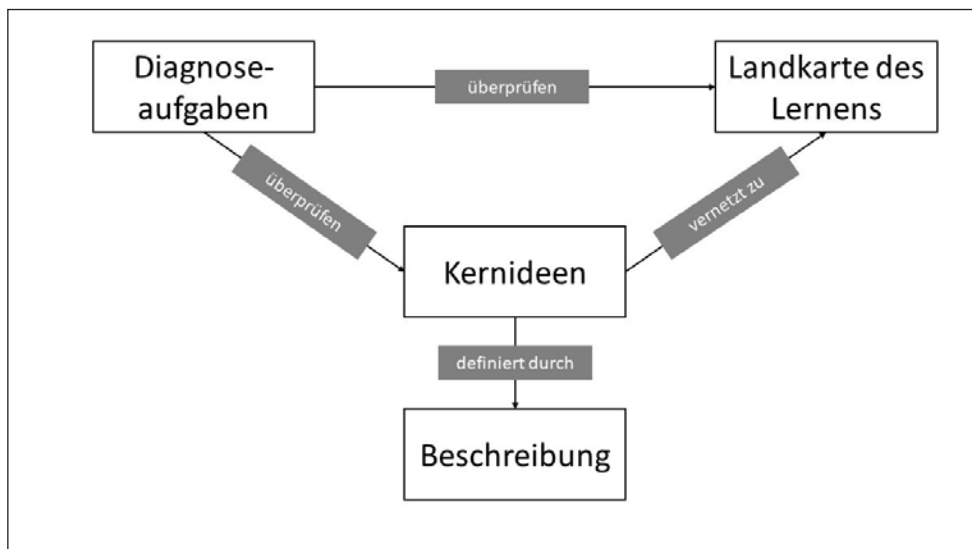 Diagnose-
aufgaben
überprüfen
Landkarte des
Lernens
überprüfen
vernetzt zu
Kernideen
definiert durch
Beschreibung